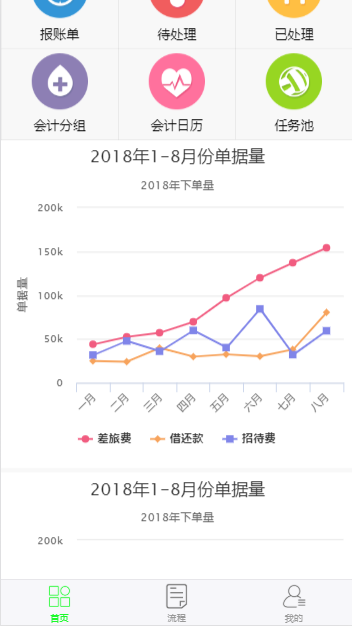 报账单 待处理 已处理
会计分组 会计日历 任务池
2018年1-8月份单据量
2018年下单量
200k
150k
100k
50k
0
单据量
一月 二月 三月 四月 五月 六月 七月 八月
差旅费 借还款 招待费
2018年1-8月份单据量
2018年下单量
200k
首页 流程 我的